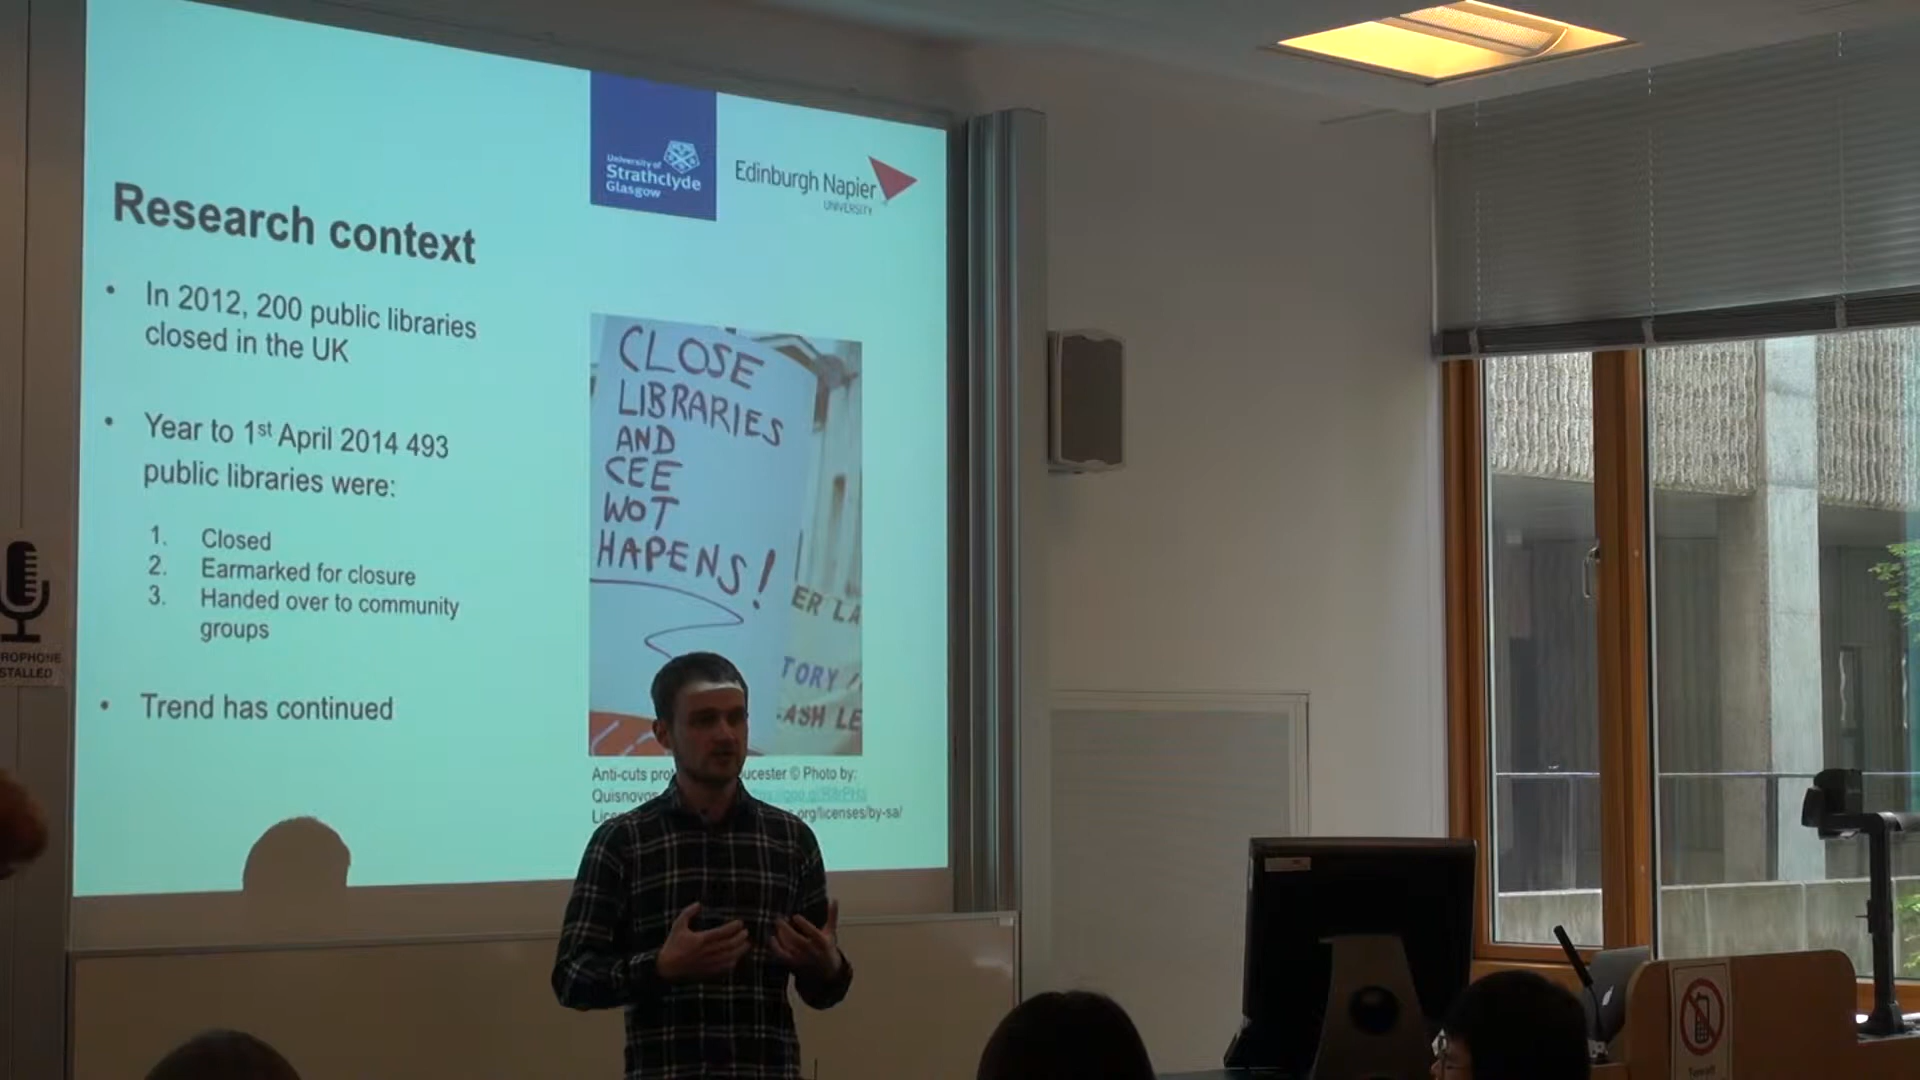 University of
Strathclyde
Glasgow
Edinburgh Napier
UNIVERSITY
Research context
• In 2012, 200 public libraries
closed in the UK
• Year to 1st April 2014 493
public libraries were:
1. Closed
2. Earmarked for closure
3. Handed over to community
groups
• Trend has continued
CLOSE
LIBRARIES
AND
CEE
WOT
HAPENS!
ER LA
TORY
ASH LE
Anti-cuts pro ucester © Photo by:
Quisnovos
Lice org/licenses/by-sa/
ROPHONE
STALLED